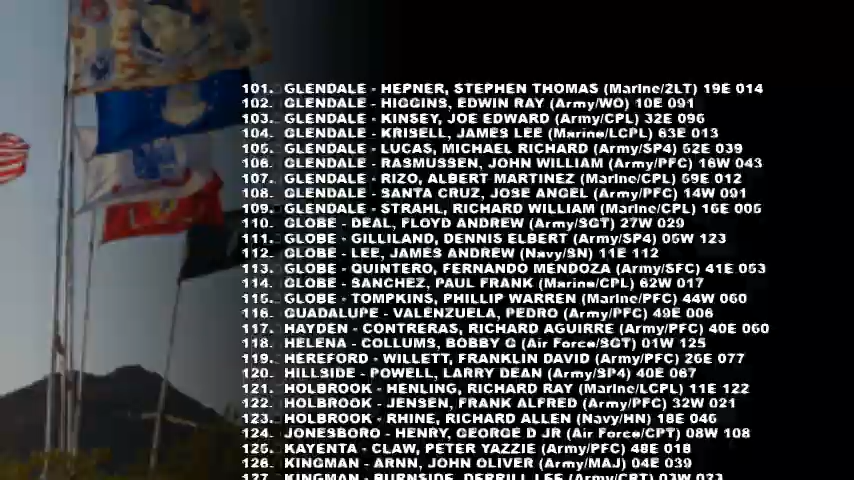 101. GLENDALE - HEPNER, STEPHEN THOMAS (Marine/2LT) 19E 014
102. GLENDALE - HIGGINS, EDWIN RAY (Army/WO) 10E 091
103. GLENDALE - KINSEY, JOE EDWARD (Army/CPL) 32E 096
104. GLENDALE - KRISELL, JAMES LEE (Marine/LCPL) 63E 013
105. GLENDALE - LUCAS, MICHAEL RICHARD (Army/SP4) 52E 039
106. GLENDALE - RASMUSSEN, JOHN WILLIAM (Army/PFC) 16W 043
107. GLENDALE - RIZO, ALBERT MARTINEZ (Marine/CPL) 59E 012
108. GLENDALE - SANTA CRUZ, JOSE ANGEL (Army/PFC) 14W 091
109. GLENDALE - STRAHL, RICHARD WILLIAM (Marine/CPL) 16E 005
110. GLOBE - DEAL, FLOYD ANDREW (Army/SGT) 27W 029
111. GLOBE - GILLILAND, DENNIS ELBERT (Army/SP4) 05W 123
112. GLOBE - LEE, JAMES ANDREW (Navy/SN) 11E 112
113. GLOBE - QUINTERO, FERNANDO MENDOZA (Army/SFC) 41E 053
114. GLOBE - SANCHEZ, PAUL FRANK (Marine/CPL) 62W 017
115. GLOBE - TOMPKINS, PHILLIP WARREN (Marine/PFC) 44W 060
116. GUADALUPE - VALENZUELA, PEDRO (Army/PFC) 49E 006
117. HAYDEN - CONTRERAS, RICHARD AGUIRRE (Army/PFC) 40E 060
118. HELENA - COLLUMS, BOBBY G (Air Force/SGT) 01W 125
119. HEREFORD - WILLETT, FRANKLIN DAVID (Army/PFC) 26E 077
120. HILLSIDE - POWELL, LARRY DEAN (Army/SP4) 40E 067
121. HOLBROOK - HENLING, RICHARD RAY (Marine/LCPL) 11E 122
122. HOLBROOK - JENSEN, FRANK ALFRED (Army/PFC) 32W 021
123. HOLBROOK - RHINE, RICHARD ALLEN (Navy/HN) 18E 046
124. JONESBORO - HENRY, GEORGE D JR (Air Force/CPT) 08W 108
125. KAYENTA - CLAW, PETER YAZZIE (Army/PFC) 48E 018
126. KINGMAN - ARNN, JOHN OLIVER (Army/MAJ) 04E 039
127. KINGMAN - BURNSIDE, DERRILL LEE